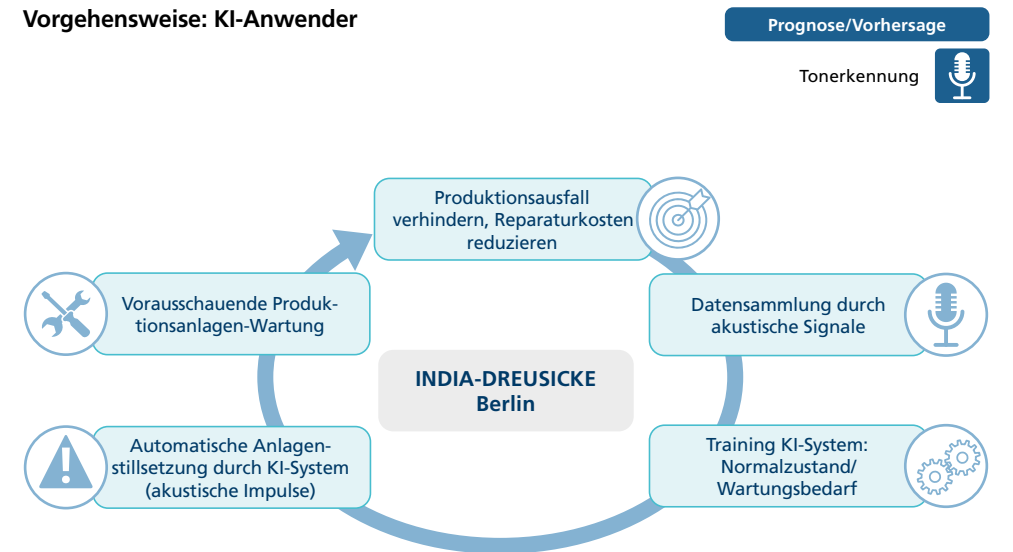 Vorgehensweise: KI-Anwender
Prognose/Vorhersage
Tonerkennung
Produktionsausfall
verhindern, Reparaturkosten
reduzieren
Datensammlung durch
akustische Signale
Training KI-System:
Normalzustand/
Wartungsbedarf
Automatische Anlagen-
stillsetzung durch KI-System
(akustische Impulse)
Vorausschauende Produk-
tionsanlagen-Wartung
INDIA-DREUSICKE
Berlin